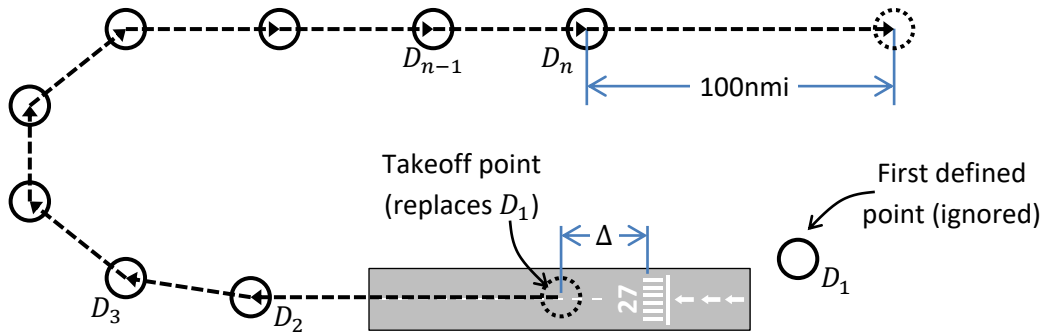 D_{n-1}
D_n
100nmi
Takeoff point
(replaces D_1)
First defined
point (ignored)
Δ
27
D_1
D_3
D_2